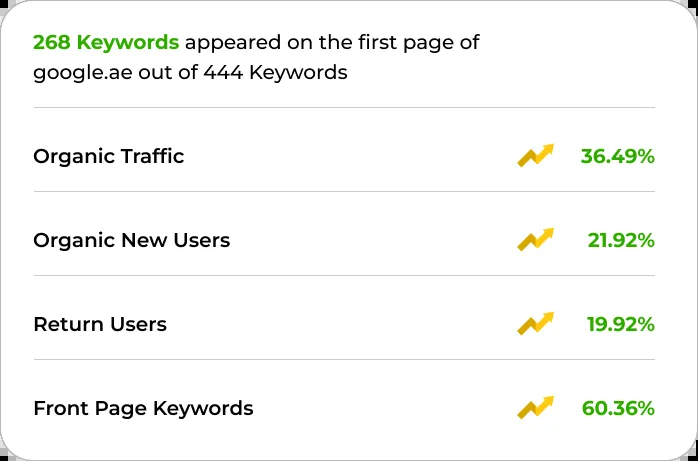 268 Keywords appeared on the first page of
google.ae out of 444 Keywords
Organic Traffic 36.49%
Organic New Users 21.92%
Return Users 19.92%
Front Page Keywords 60.36%